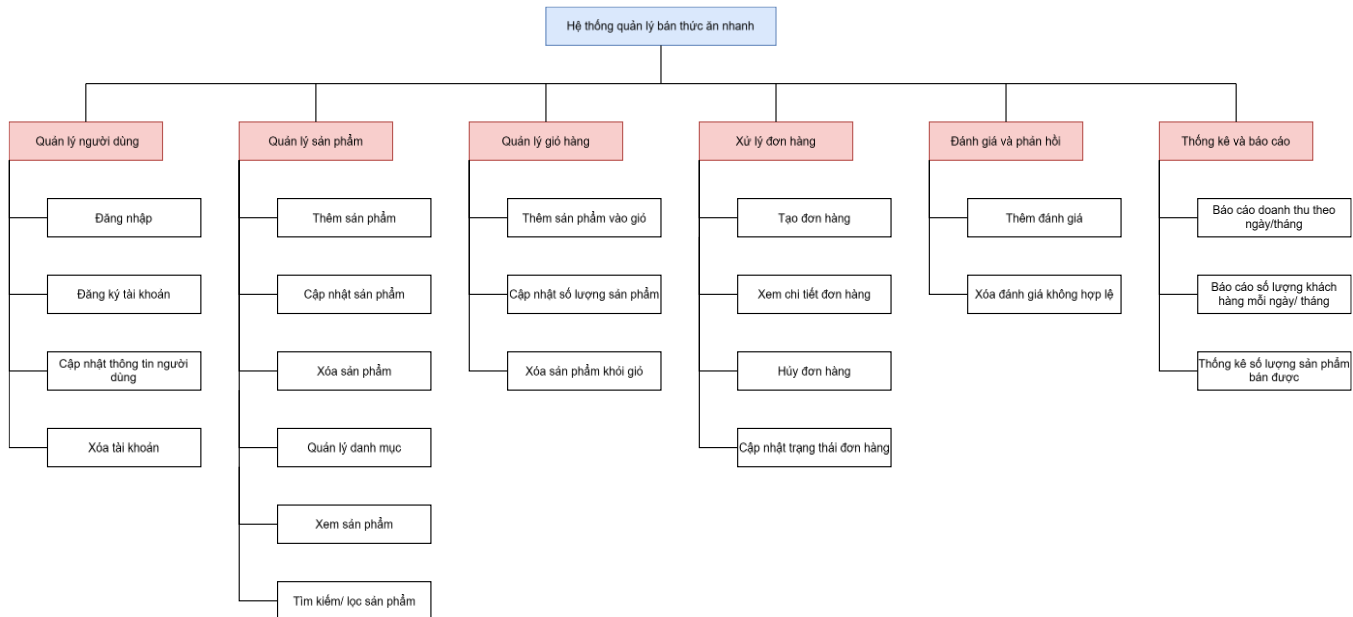 Hệ thống quản lý bán thức ăn nhanh
Quản lý người dùng
Đăng nhập
Đăng ký tài khoản
Cập nhật thông tin người
dùng
Xóa tài khoản
Quản lý sản phẩm
Thêm sản phẩm
Cập nhật sản phẩm
Xóa sản phẩm
Quản lý danh mục
Xem sản phẩm
Tìm kiếm/ lọc sản phẩm
Quản lý giỏ hàng
Thêm sản phẩm vào giỏ
Cập nhật số lượng sản phẩm
Xóa sản phẩm khỏi giỏ
Xử lý đơn hàng
Tạo đơn hàng
Xem chi tiết đơn hàng
Hủy đơn hàng
Cập nhật trạng thái đơn hàng
Đánh giá và phản hồi
Thêm đánh giá
Xóa đánh giá không hợp lệ
Thống kê và báo cáo
Báo cáo doanh thu theo
ngày/tháng
Báo cáo số lượng khách
hàng mỗi ngày/ tháng
Thống kê số lượng sản phẩm
bán được